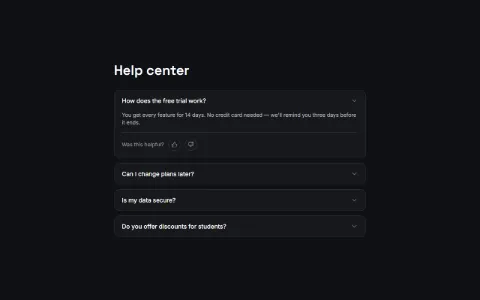 Help center
How does the free trial work?
You get every feature for 14 days. No credit card needed — we'll remind you three days before
it ends.
Was this helpful?
Can I change plans later?
Is my data secure?
Do you offer discounts for students?